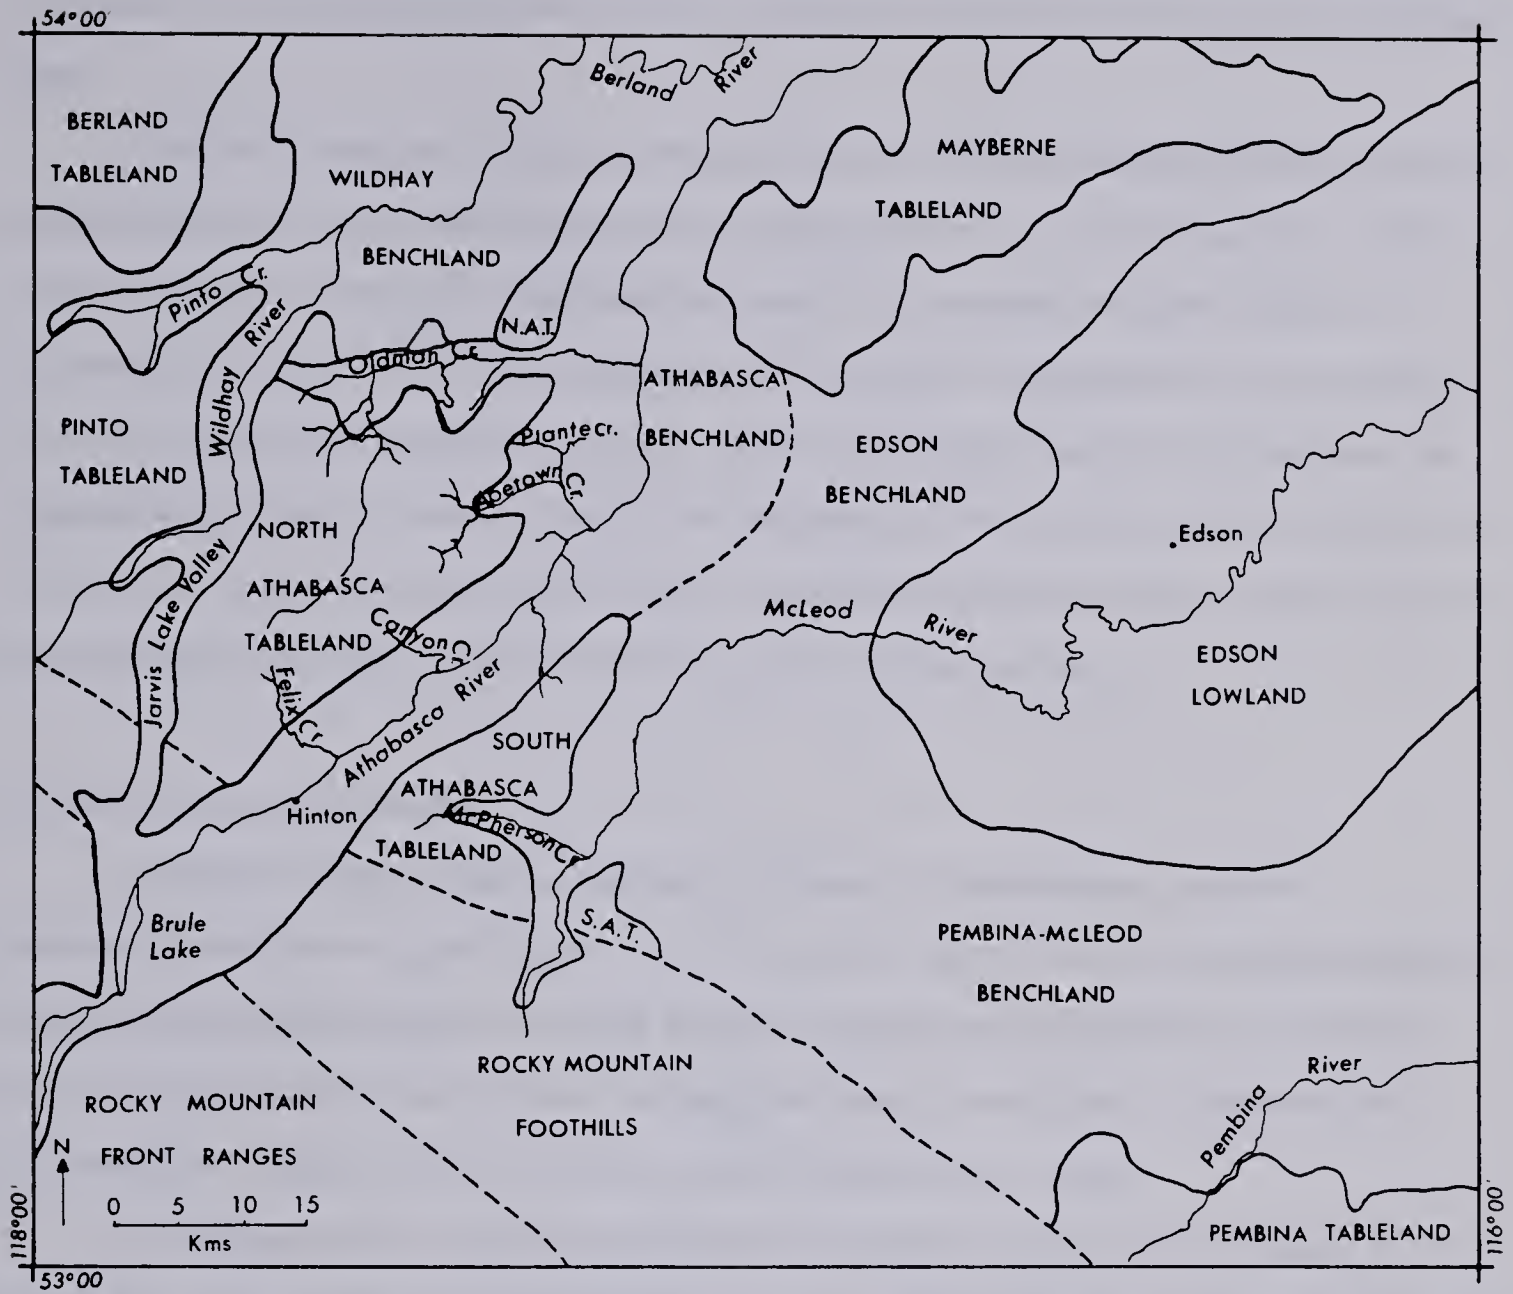 54°00'
Berland River
BERLAND
TABLELAND
WILDHAY
BENCHLAND
MAYBERNE
TABLELAND
Pinto Cr.
Wildhay River
N.A.T.
Oldman Cr.
ATHABASCA
BENCHLAND
PINTO
TABLELAND
Plante cr.
Apetown Cr.
EDSON
BENCHLAND
NORTH
ATHABASCA
TABLELAND
Edson
Jarvis Lake Valley
Canyon Cr.
McLeod River
EDSON
LOWLAND
Felix Cr.
Athabasca River
SOUTH
ATHABASCA
TABLELAND
Hinton
McPherson Cr.
S.A.T.
Brule
Lake
PEMBINA-McLEOD
BENCHLAND
ROCKY MOUNTAIN
FOOTHILLS
ROCKY MOUNTAIN
FRONT RANGES
Pembina River
PEMBINA TABLELAND
N
0 5 10 15
Kms
118°00'
116°00'
53°00